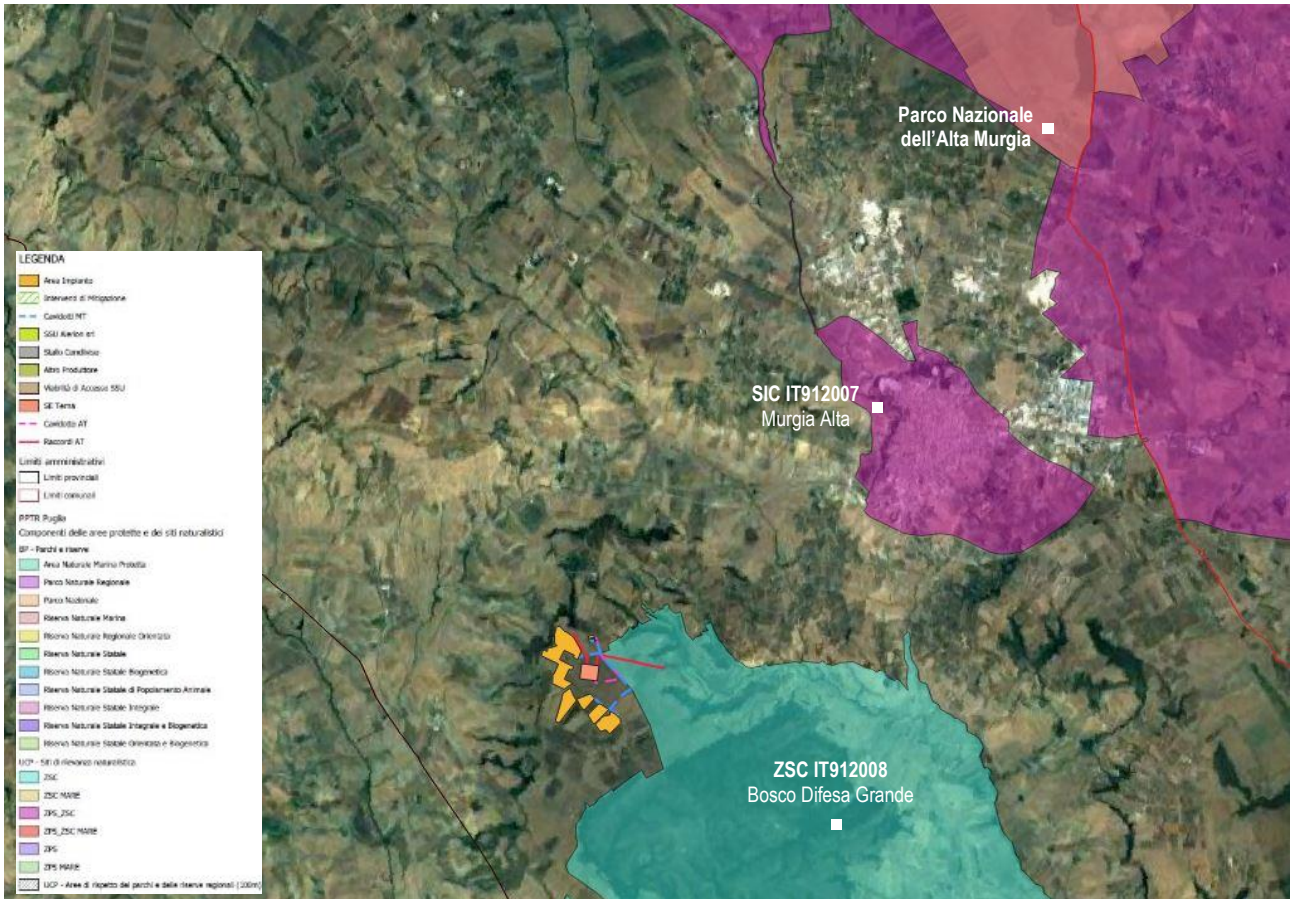 Parco Nazionale
dell'Alta Murgia
SIC IT912007
Murgia Alta
ZSC IT912008
Bosco Difesa Grande
LEGENDA
Area Impianto
Interventi di Mitigazione
Cavidotti MT
SSU Alerion srl
Stallo Condiviso
Altro Produttore
Viabilità di Accesso SSU
SE Terna
Cavidotto AT
Raccordi AT
Limiti amministrativi
Limiti provinciali
Limiti comunali
PPTR Puglia
Componenti delle aree protette e dei siti naturalistici
BP - Parchi e riserve
Area Naturale Marina Protetta
Parco Naturale Regionale
Parco Nazionale
Riserva Naturale Marina
Riserva Naturale Regionale Orientata
Riserva Naturale Statale
Riserva Naturale Statale Biogenetica
Riserva Naturale Statale di Popolamento Animale
Riserva Naturale Statale Integrale
Riserva Naturale Statale Integrale e Biogenetica
Riserva Naturale Statale Orientata e Biogenetica
UCP - Siti di rilevanza naturalistica
ZSC
ZSC MARE
ZPS_ZSC
ZPS_ZSC MARE
ZPS
ZPS MARE
UCP - Aree di rispetto dei parchi e delle riserve regionali (100m)